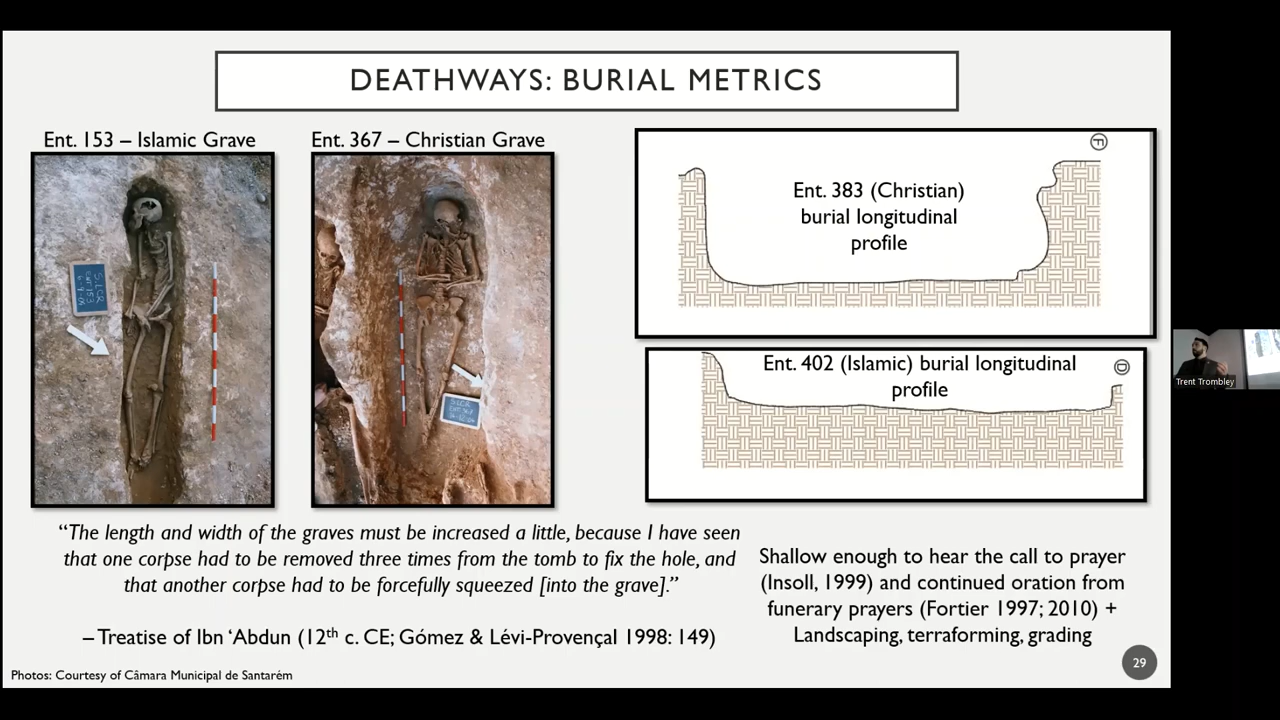 DEATHWAYS: BURIAL METRICS
Ent. 153 – Islamic Grave
Ent. 367 – Christian Grave
Ent. 383 (Christian)
burial longitudinal
profile
F
Ent. 402 (Islamic) burial longitudinal
profile
D
“The length and width of the graves must be increased a little, because I have seen
that one corpse had to be removed three times from the tomb to fix the hole, and
that another corpse had to be forcefully squeezed [into the grave].”
– Treatise of Ibn ‘Abdun (12th c. CE; Gómez & Lévi-Provençal 1998: 149)
Shallow enough to hear the call to prayer
(Insoll, 1999) and continued oration from
funerary prayers (Fortier 1997; 2010) +
Landscaping, terraforming, grading
Photos: Courtesy of Câmara Municipal de Santarém
29
Trent Trombley